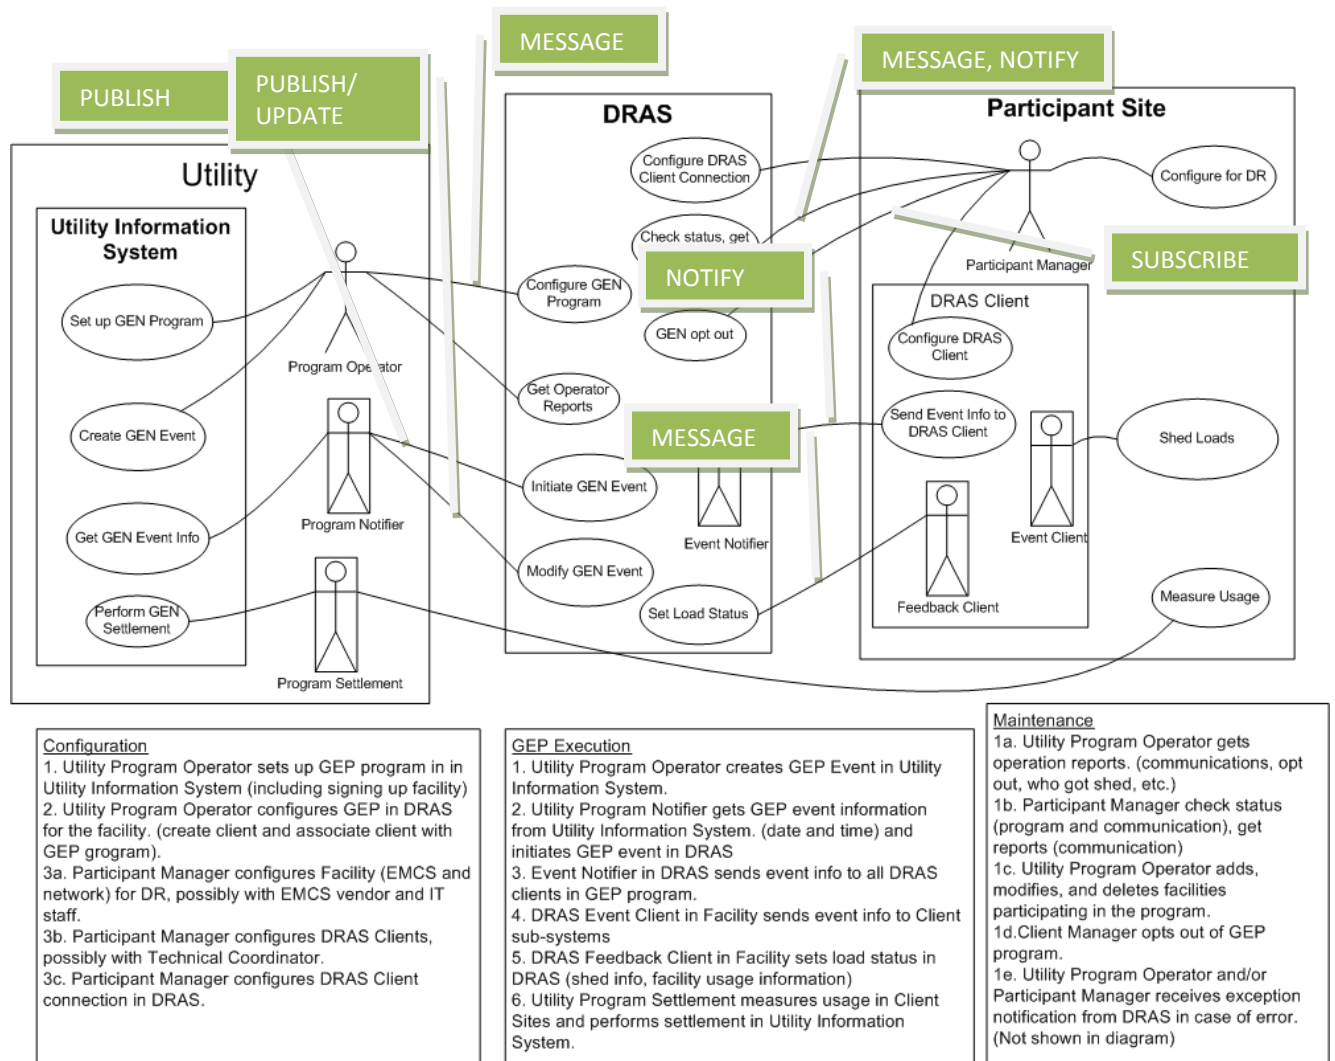 MESSAGE
MESSAGE, NOTIFY
PUBLISH
PUBLISH/
UPDATE
DRAS
Participant Site
Utility
Utility Information
System
Configure DRAS
Client Connection
Configure for DR
Check status, get
Participant Manager
SUBSCRIBE
NOTIFY
Configure GEN
Program
DRAS Client
Set up GEN Program
GEN opt out
Configure DRAS
Client
Program Operator
Get Operator
Reports
Create GEN Event
MESSAGE
Send Event Info to
DRAS Client
Shed Loads
Initiate GEN Event
Program Notifier
Get GEN Event Info
Event Notifier
Event Client
Modify GEN Event
Perform GEN
Settlement
Set Load Status
Feedback Client
Measure Usage
Program Settlement
Configuration
1. Utility Program Operator sets up GEP program in in
Utility Information System (including signing up facility)
2. Utility Program Operator configures GEP in DRAS
for the facility. (create client and associate client with
GEP grogram).
3a. Participant Manager configures Facility (EMCS and
network) for DR, possibly with EMCS vendor and IT
staff.
3b. Participant Manager configures DRAS Clients,
possibly with Technical Coordinator.
3c. Participant Manager configures DRAS Client
connection in DRAS.
GEP Execution
1. Utility Program Operator creates GEP Event in Utility
Information System.
2. Utility Program Notifier gets GEP event information
from Utility Information System. (date and time) and
initiates GEP event in DRAS
3. Event Notifier in DRAS sends event info to all DRAS
clients in GEP program.
4. DRAS Event Client in Facility sends event info to Client
sub-systems
5. DRAS Feedback Client in Facility sets load status in
DRAS (shed info, facility usage information)
6. Utility Program Settlement measures usage in Client
Sites and performs settlement in Utility Information
System.
Maintenance
1a. Utility Program Operator gets
operation reports. (communications, opt
out, who got shed, etc.)
1b. Participant Manager check status
(program and communication), get
reports (communication)
1c. Utility Program Operator adds,
modifies, and deletes facilities
participating in the program.
1d.Client Manager opts out of GEP
program.
1e. Utility Program Operator and/or
Participant Manager receives exception
notification from DRAS in case of error.
(Not shown in diagram)